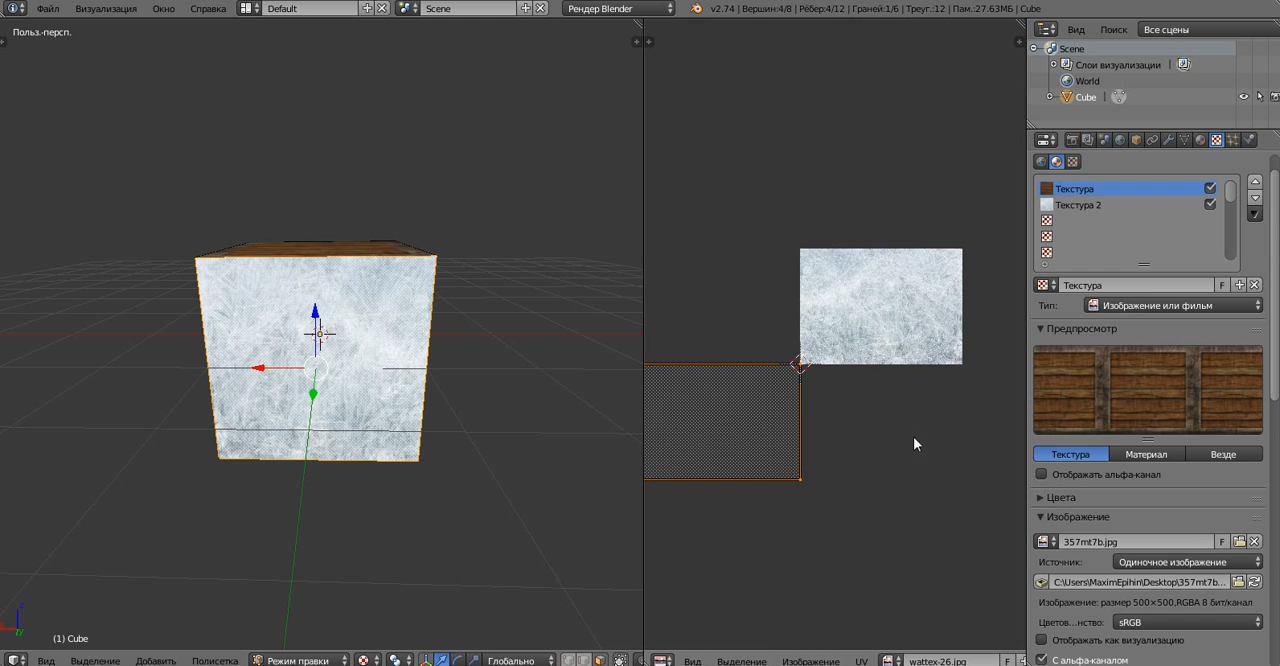 Файл Визуализация Окно Справка Default Scene Рендер Blender v2.74 | Вершин:4/8 | Рёбер:4/12 | Граней:1/6 | Треуг.:12 | Пам.:27.63МБ | Cube
Польз.-персп.
Вид Поиск Все сцены
Scene
Слои визуализации
World
Cube
Текстура
Текстура 2
Текстура F
Тип: Изображение или фильм
Предпросмотр
Текстура Материал Везде
Отображать альфа-канал
Цвета
Изображение
357mt7b.jpg F
Источник: Одиночное изображение
C:\Users\MaximEpihin\Desktop\357mt7b...
Изображение: размер 500×500,RGBA 8 бит/канал
Цветов...нство: sRGB
Отображать как визуализацию
С альфа-каналом
z
y
(1) Cube
Вид Выделение Добавить Полисетка Режим правки Глобально Вид Выделение Изображение UV wattex-26.jpg F